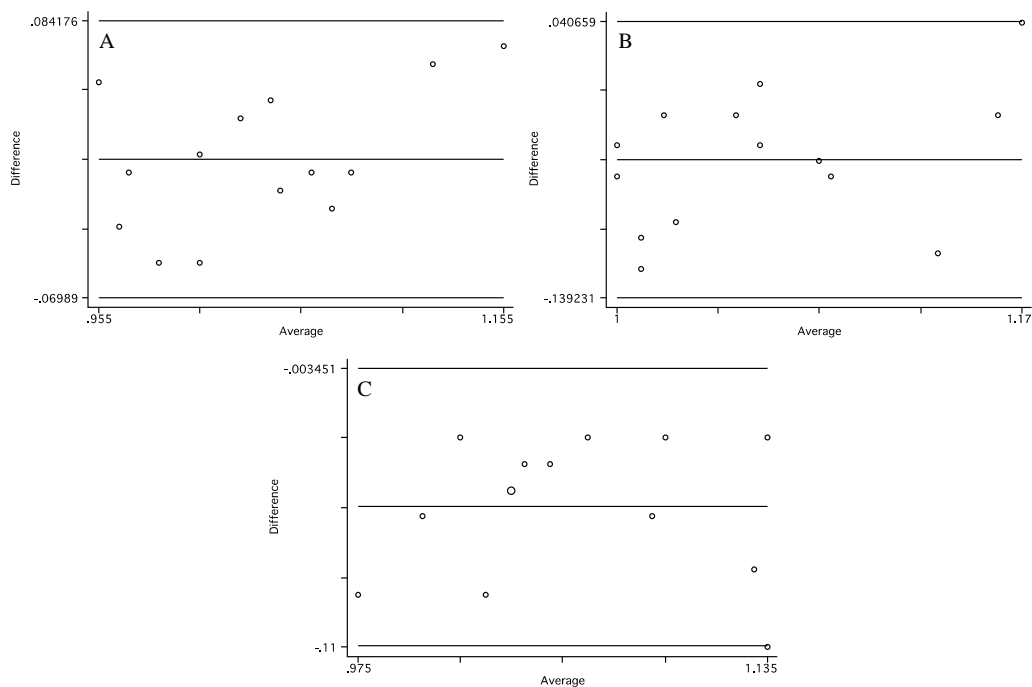 .084176
A
Difference
-.06989
.955
1.155
Average
.040659
B
Difference
-.139231
1
1.17
Average
-.003451
C
Difference
-.11
.975
1.135
Average